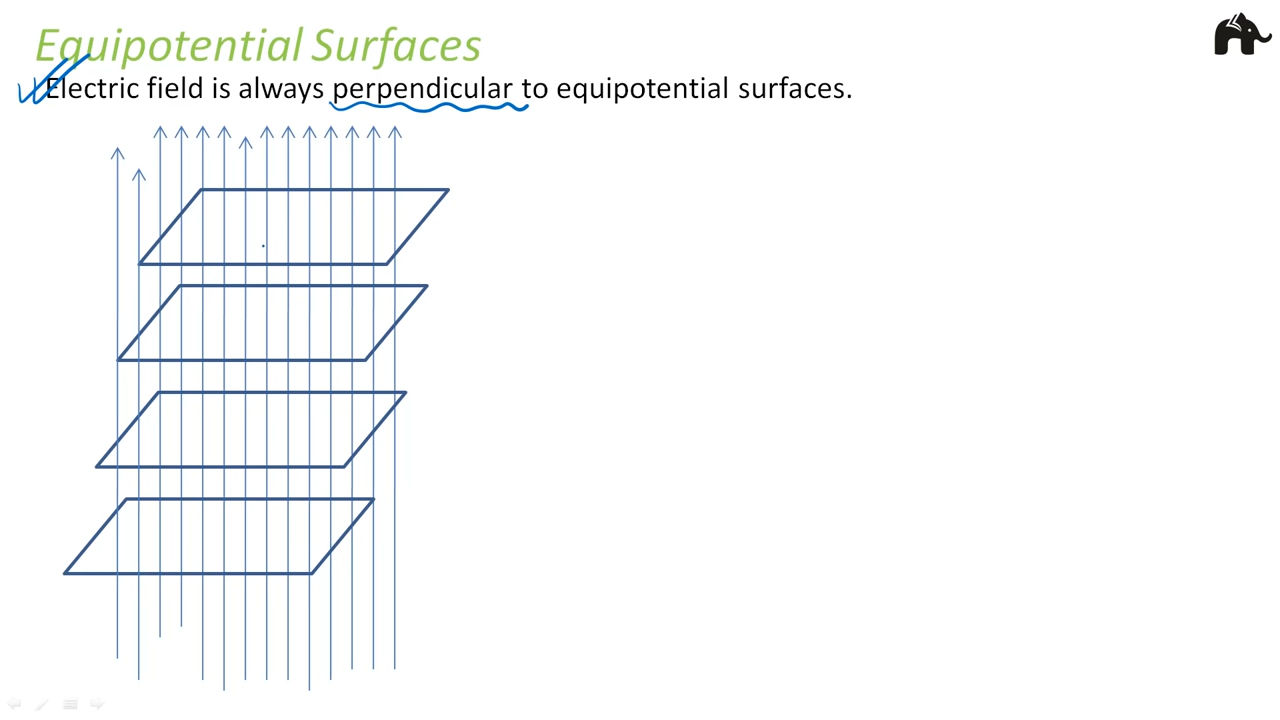 Equipotential Surfaces
Electric field is always perpendicular to equipotential surfaces.